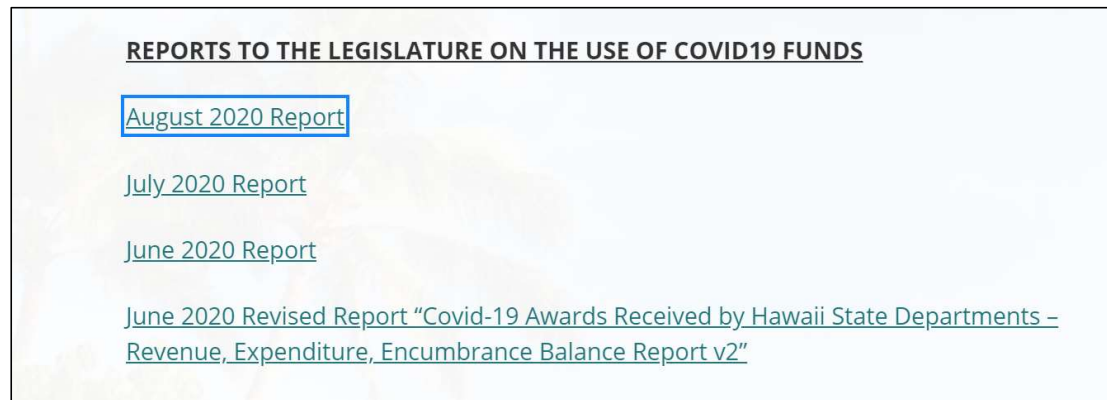 REPORTS TO THE LEGISLATURE ON THE USE OF COVID19 FUNDS
August 2020 Report
July 2020 Report
June 2020 Report
June 2020 Revised Report “Covid-19 Awards Received by Hawaii State Departments –
Revenue, Expenditure, Encumbrance Balance Report v2”